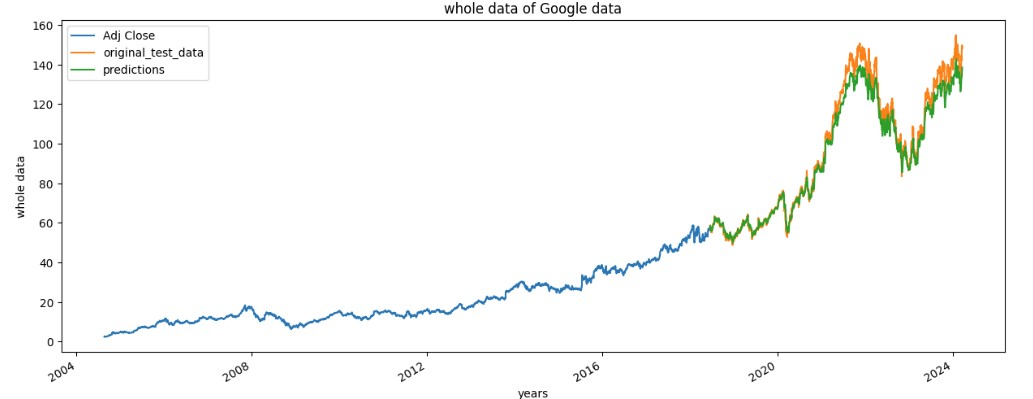 whole data of Google data
Adj Close
original_test_data
predictions
whole data
160
140
120
100
80
60
40
20
0
2004
2008
2012
2016
2020
2024
years